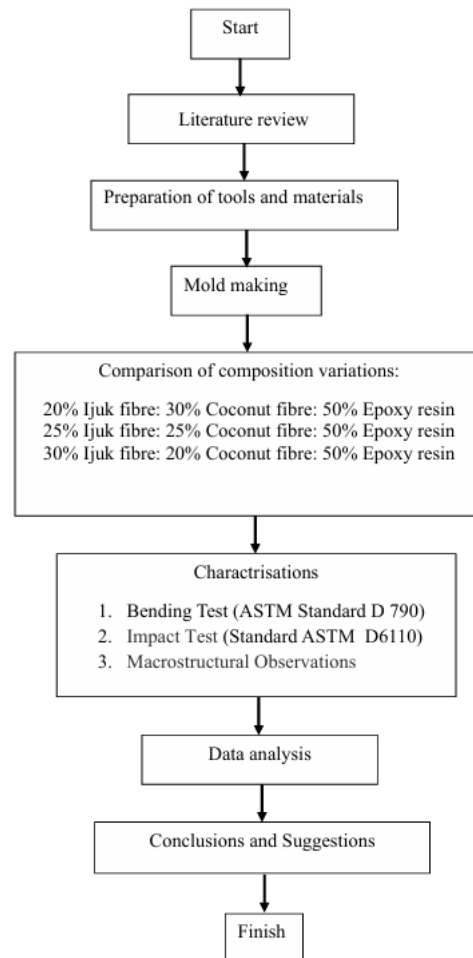 Start
Literature review
Preparation of tools and materials
Mold making
Comparison of composition variations:
20% Ijuk fibre: 30% Coconut fibre: 50% Epoxy resin
25% Ijuk fibre: 25% Coconut fibre: 50% Epoxy resin
30% Ijuk fibre: 20% Coconut fibre: 50% Epoxy resin
Charactrisations
1. Bending Test (ASTM Standard D 790)
2. Impact Test (Standard ASTM D6110)
3. Macrostructural Observations
Data analysis
Conclusions and Suggestions
Finish